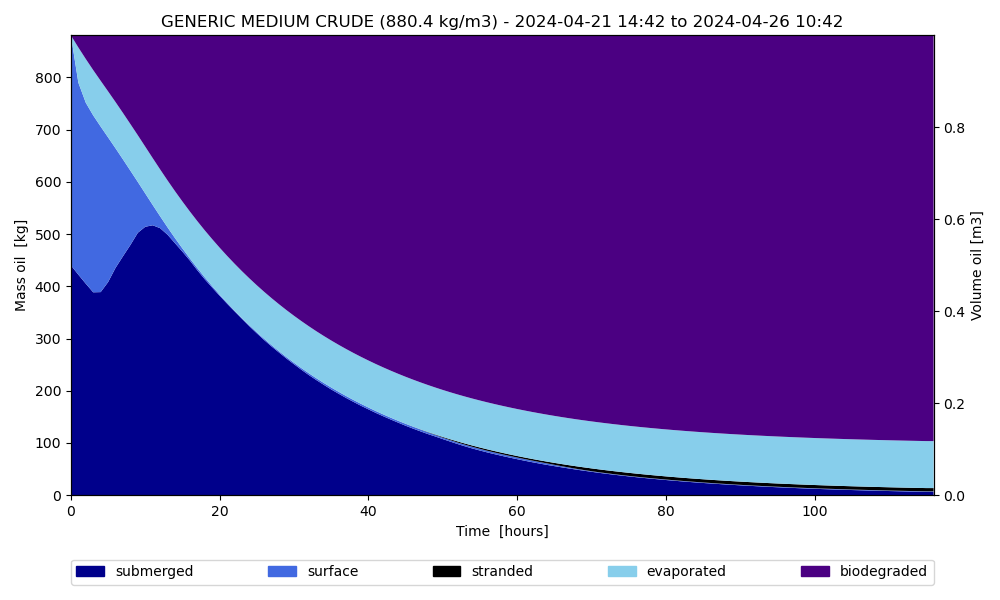 GENERIC MEDIUM CRUDE (880.4 kg/m3) - 2024-04-21 14:42 to 2024-04-26 10:42
Mass oil [kg]
800
700
600
500
400
300
200
100
0
0.8
0.6
0.4
0.2
0.0
Volume oil [m3]
0 20 40 60 80 100
Time [hours]
submerged surface stranded evaporated biodegraded